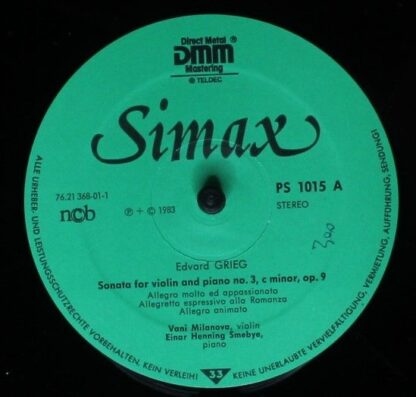 Direct Metal ®
DMM
Mastering
℗ TELDEC
Simax
76.21 368-01-1
ncb
℗ + © 1983
PS 1015 A
STEREO
300
Edvard GRIEG
Sonata for violin and piano no. 3, c minor, op. 9
Allegro molto ed appassionato
Allegretto espressivo alla Romanza
Allegro animato
Vani Milanova, violin
Einar Henning Smebye,
piano
33
ALLE URHEBER- UND LEISTUNGSSCHUTZRECHTE VORBEHALTEN. KEIN VERLEIH! KEINE UNERLAUBTE VERVIELFÄLTIGUNG, VERMIETUNG, AUFFÜHRUNG, SENDUNG!